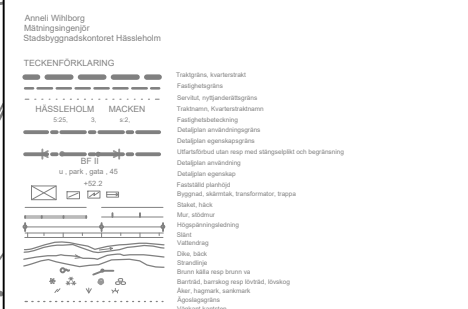 Anneli Wihlborg
Mätningsingenjör
Stadsbyggnadskontoret Hässleholm
TECKENFÖRKLARING
Traktgräns, kvarterstrakt
Fastighetsgräns
Servitut, nyttjanderättsgräns
HÄSSLEHOLM MACKEN Traktnamn, Kvarterstraktnamn
5:25, 3, s:2, Fastighetsbeteckning
Detaljplan användningsgräns
Detaljplan egenskapsgräns
Utfartsförbud utan resp med stängselplikt och begränsning
BF II Detaljplan användning
u , park , gata , 45 Detaljplan egenskap
+52.2 Fastställd planhöjd
Byggnad, skärmtak, transformator, trappa
Staket, häck
Mur, stödmur
Högspänningsledning
Slänt
Vattendrag
Dike, bäck
Strandlinje
Brunn källa resp brunn va
Barrträd, barrskog resp lövträd, lövskog
Åker, hagmark, sankmark
Ägoslagsgräns